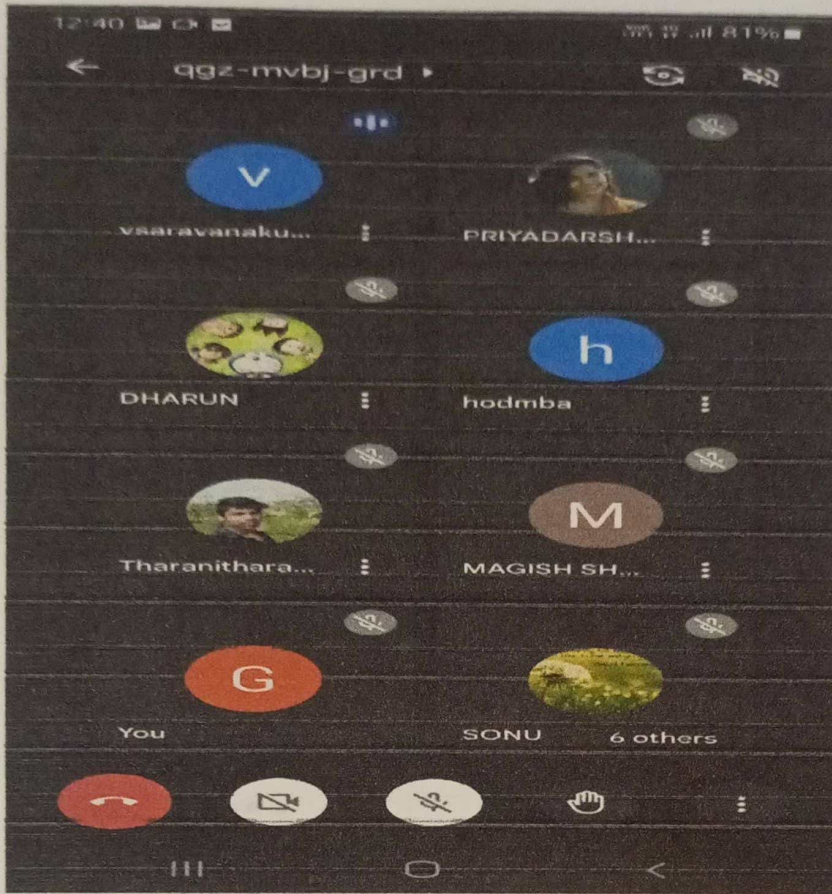 12:40 81%
qgz-mvbj-grd
V
vsaravanaku...
PRIYADARSH...
DHARUN
h
hodmba
Tharanithara...
M
MAGISH SH...
G
You
SONU 6 others